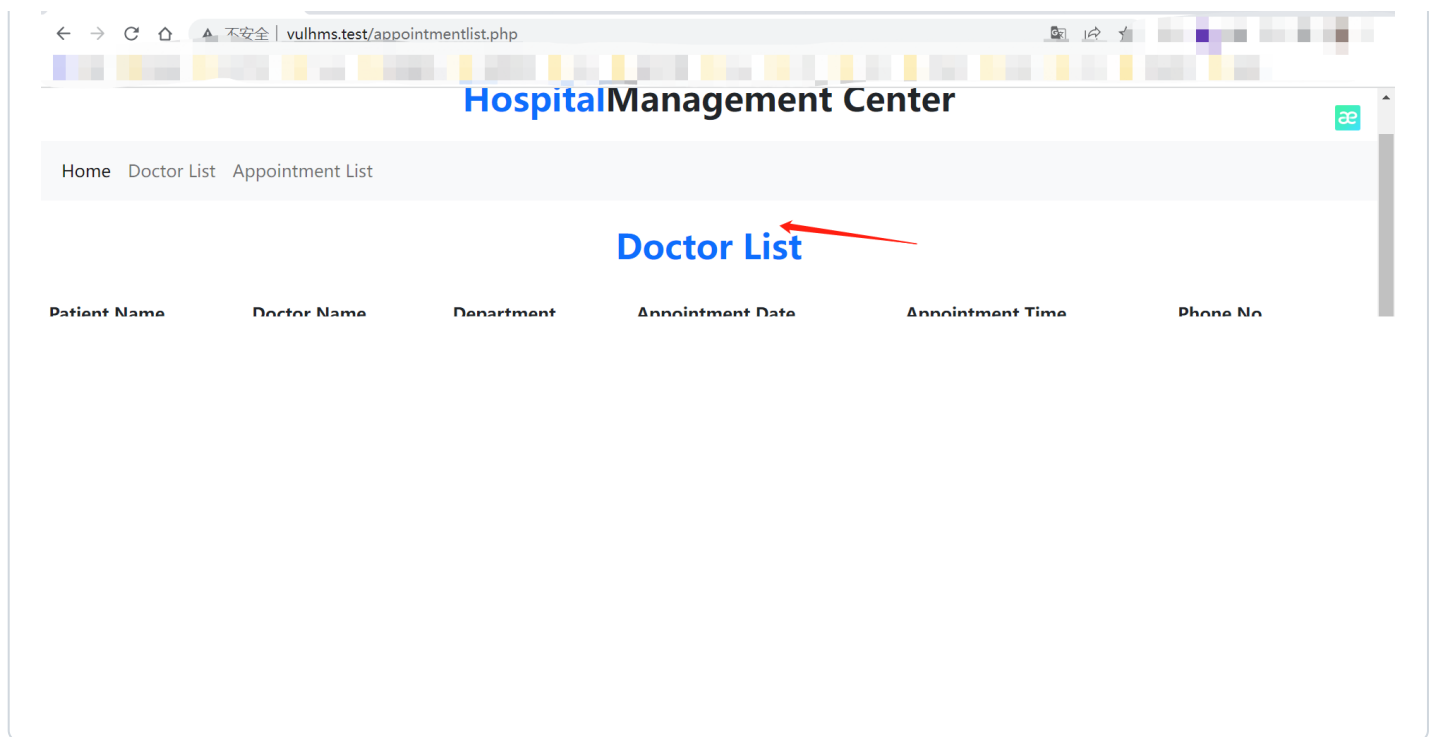 不安全 vulhms.test/appointmentlist.php
HospitalManagement Center
æ
Home Doctor List Appointment List
Doctor List
Patient Name Doctor Name Department Appointment Date Appointment Time Phone No